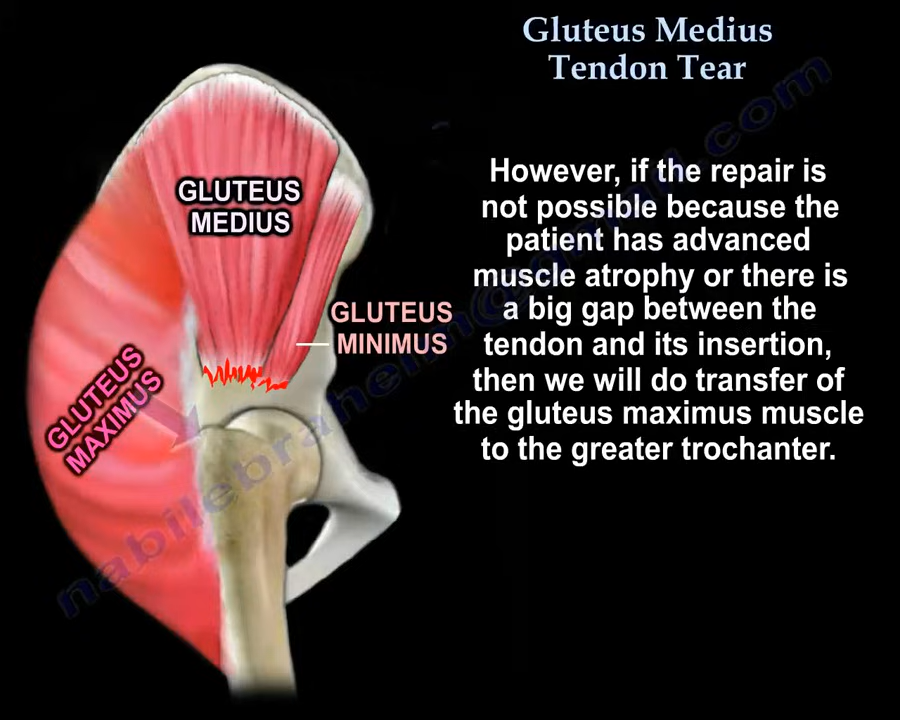 Gluteus Medius
Tendon Tear
However, if the repair is
not possible because the
patient has advanced
muscle atrophy or there is
a big gap between the
tendon and its insertion,
then we will do transfer of
the gluteus maximus muscle
to the greater trochanter.
GLUTEUS
MEDIUS
GLUTEUS
MINIMUS
GLUTEUS
MAXIMUS